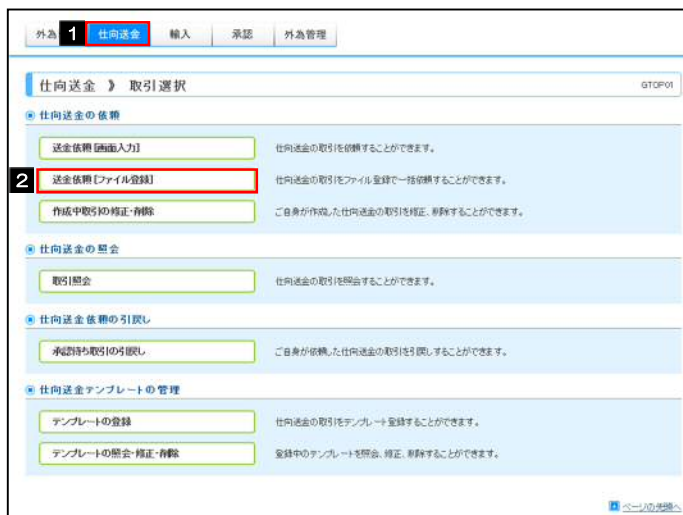 外為 1 仕向送金 輸入 承認 外為管理
仕向送金 》 取引選択 GTOP01
仕向送金の依頼
送金依頼[画面入力] 仕向送金の取引を依頼することができます。
2 送金依頼[ファイル登録] 仕向送金の取引をファイル登録で一括依頼することができます。
作成中取引の修正・削除 ご自身が作成した仕向送金の取引を修正、削除することができます。
仕向送金の照会
取引照会 仕向送金の取引を照会することができます。
仕向送金依頼の引戻し
承認待ち取引の引戻し ご自身が依頼した仕向送金の取引を引戻しすることができます。
仕向送金テンプレートの管理
テンプレートの登録 仕向送金の取引をテンプレート登録することができます。
テンプレートの照会・修正・削除 登録中のテンプレートを照会、修正、削除することができます。
ページの先頭へ